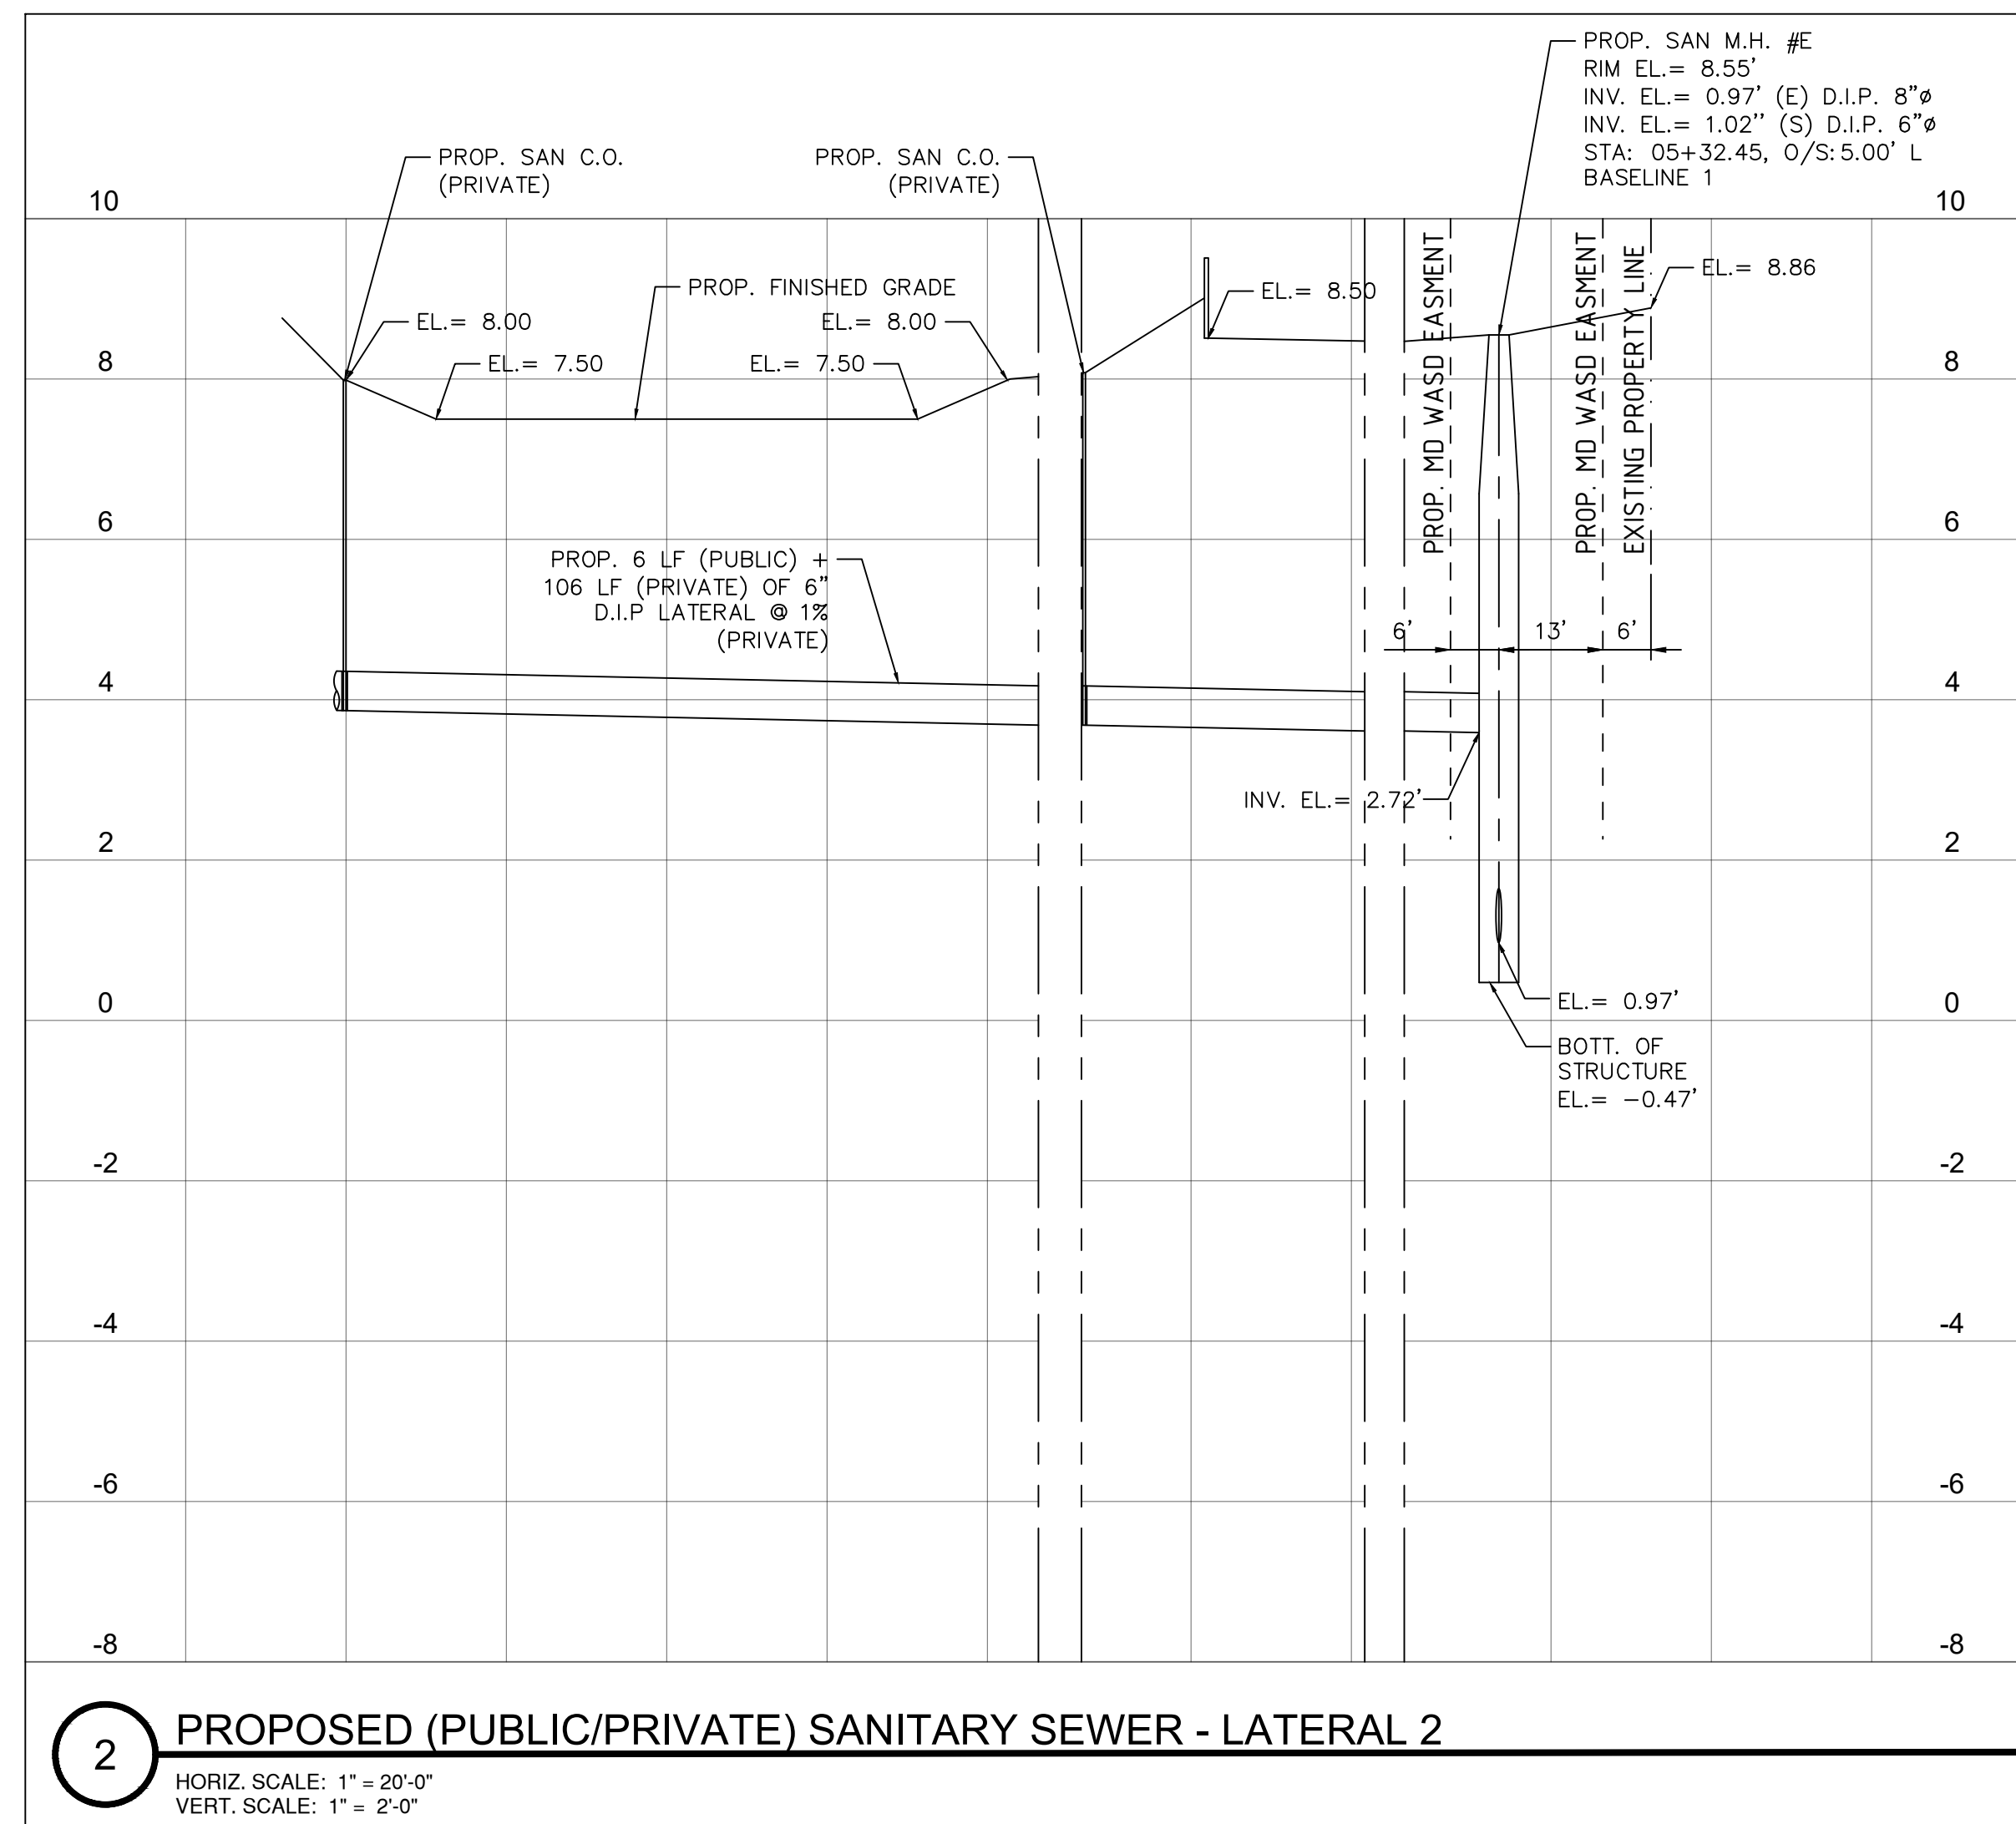 PROP. SAN M.H. #E
RIM EL.= 8.55'
INV. EL.= 0.97' (E) D.I.P. 8"ø
INV. EL.= 1.02'' (S) D.I.P. 6"ø
STA: 05+32.45, O/S: 5.00' L
BASELINE 1
PROP. SAN C.O.
(PRIVATE)
PROP. SAN C.O.
(PRIVATE)
10
10
PROP. FINISHED GRADE
EL.= 8.00
EL.= 8.00
EL.= 7.50
EL.= 7.50
EL.= 8.50
EL.= 8.86
PROP. MD WASD EASMENT
PROP. MD WASD EASMENT
EXISTING PROPERTY LINE
8
8
6
6
PROP. 6 LF (PUBLIC) +
106 LF (PRIVATE) OF 6"
D.I.P LATERAL @ 1%
(PRIVATE)
6'
13'
6'
4
4
INV. EL.= 2.72'
2
2
0
0
EL.= 0.97'
BOTT. OF
STRUCTURE
EL.= −0.47'
-2
-2
-4
-4
-6
-6
-8
-8
2
PROPOSED (PUBLIC/PRIVATE) SANITARY SEWER - LATERAL 2
HORIZ. SCALE: 1" = 20'-0"
VERT. SCALE: 1" = 2'-0"